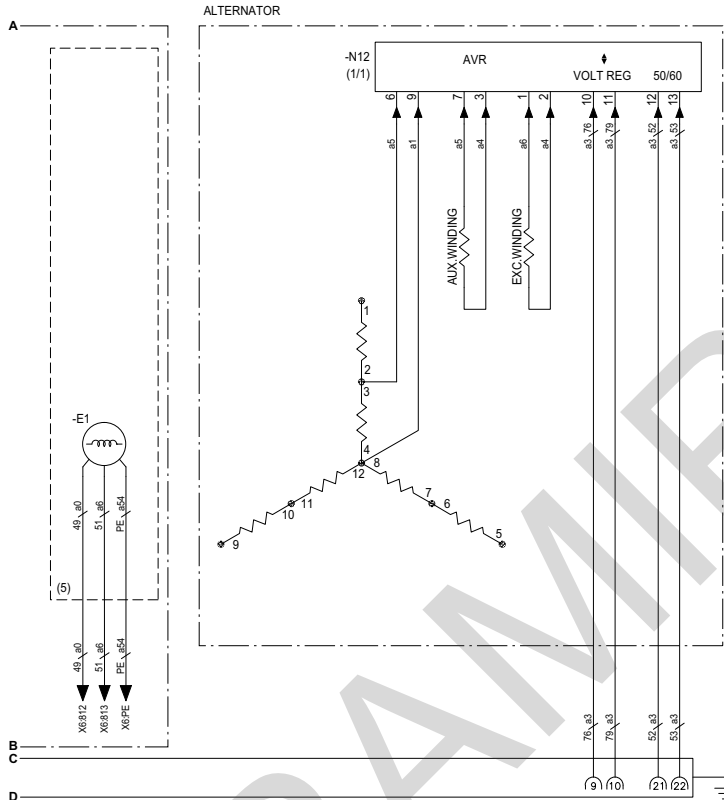 ALTERNATOR
A
-N12
(1/1)
AVR
VOLT REG
50/60
6 9 7 3 1 2 10 11 12 13
a5 a1 a5 a4 a6 a4
a3 76
a3 79
a3 52
a3 53
AUX.WINDING
EXC.WINDING
1
2
3
4
12 8
11
10
9
7
6
5
-E1
49 a0
51 a6
PE a54
(5)
49 a0
51 a6
PE a54
X6:812
X6:813
X6:PE
76 a3
79 a3
52 a3
53 a3
B
C
9 10 21 22
D